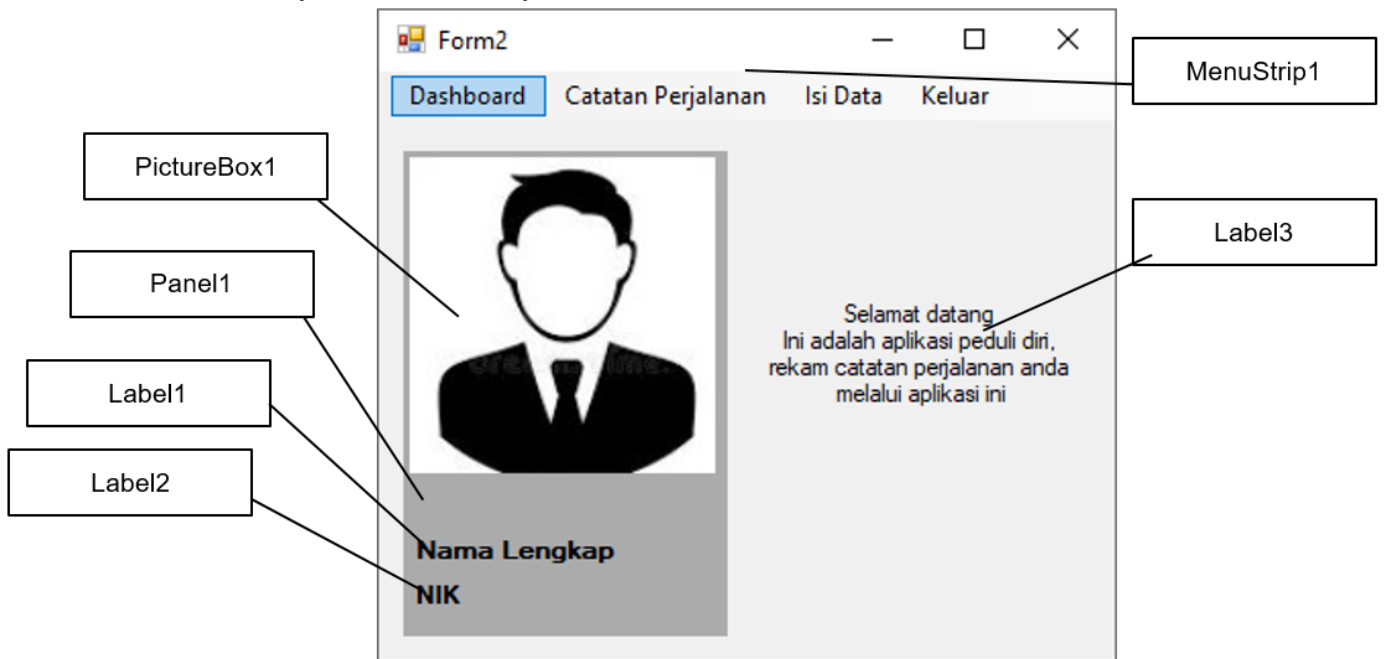 Form2
MenuStrip1
Dashboard Catatan Perjalanan Isi Data Keluar
PictureBox1
Label3
Panel1
Selamat datang
Ini adalah aplikasi peduli diri,
rekam catatan perjalanan anda
melalui aplikasi ini
Label1
Label2
Nama Lengkap
NIK